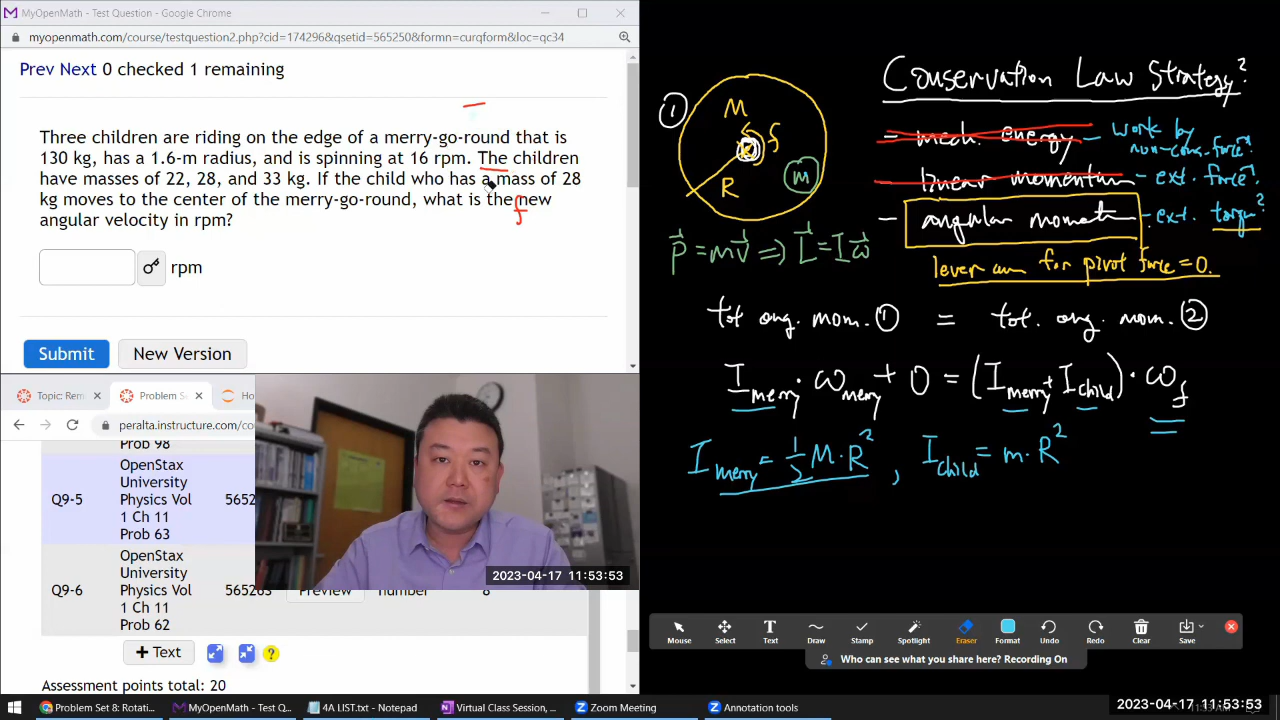 MyOpenMath - Test Question - Google Chrome
myopenmath.com/course/testquestion2.php?cid=174296&qsetid=565250&formn=curqform&loc=qc34
Prev Next 0 checked 1 remaining
Three children are riding on the edge of a merry-go-round that is
130 kg, has a 1.6-m radius, and is spinning at 16 rpm. The children
have masses of 22, 28, and 33 kg. If the child who has a mass of 28
kg moves to the center of the merry-go-round, what is the new
angular velocity in rpm?
f
rpm
Submit
New Version
Topic: Rem
Problem S
Ho
peralta.instructure.com/co
Prob 98
Q9-5
OpenStax
University
Physics Vol
1 Ch 11
Prob 63
565
Q9-6
OpenStax
University
Physics Vol
1 Ch 11
Prob 62
565263
Preview
number
8
+ Text
?
Assessment points total: 20
2023-04-17 11:53:53
Conservation Law Strategy?
①
M
f
R
m
- mech. energy - work by
non-cons. force?
linear momentum - ext. force?
- angular moment - ext. torque?
lever arm for pivot force = 0.
P = mv ⇒ L = Iω
tot ang. mom. ① = tot. ang. mom. ②
I merry · ω merry + 0 = (I merry + I child) · ω f
I merry = 1/2 M · R², I child = m · R²
Mouse
Select
Text
Draw
Stamp
Spotlight
Eraser
Format
Undo
Redo
Clear
Save
Who can see what you share here? Recording On
Problem Set & Rotati...
MyOpenMath - Test Q...
4A LIST.txt - Notepad
Virtual Class Session, ...
Zoom Meeting
Annotation tools
2023-04-17 11:53:53